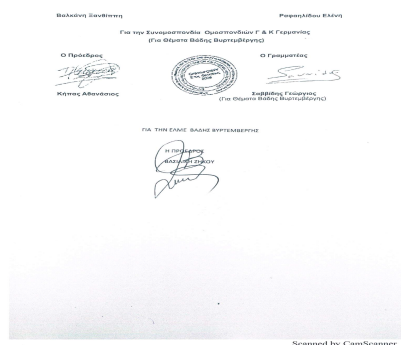 Βαλκάνη Ξανθίππη Ραφαηλίδου Ελένη
Για την Συνομοσπονδία Ομοσπονδιών Γ & Κ Γερμανίας
(Για Θέματα Βάδης Βυρτεμβέργης)
Ο Πρόεδρος Ο Γραμματέας
Κήπας Αθανάσιος Σαββίδης Γεώργιος
(Για Θέματα Βάδης Βυρτεμβέργης)
ΓΙΑ ΤΗΝ ΕΛΜΕ ΒΑΔΗΣ ΒΥΡΤΕΜΒΕΡΓΗΣ
Η ΠΡΟΕΔΡΟΣ
ΒΑΣΙΛΙΚΗ ΖΗΚΟΥ
Scanned by CamScanner